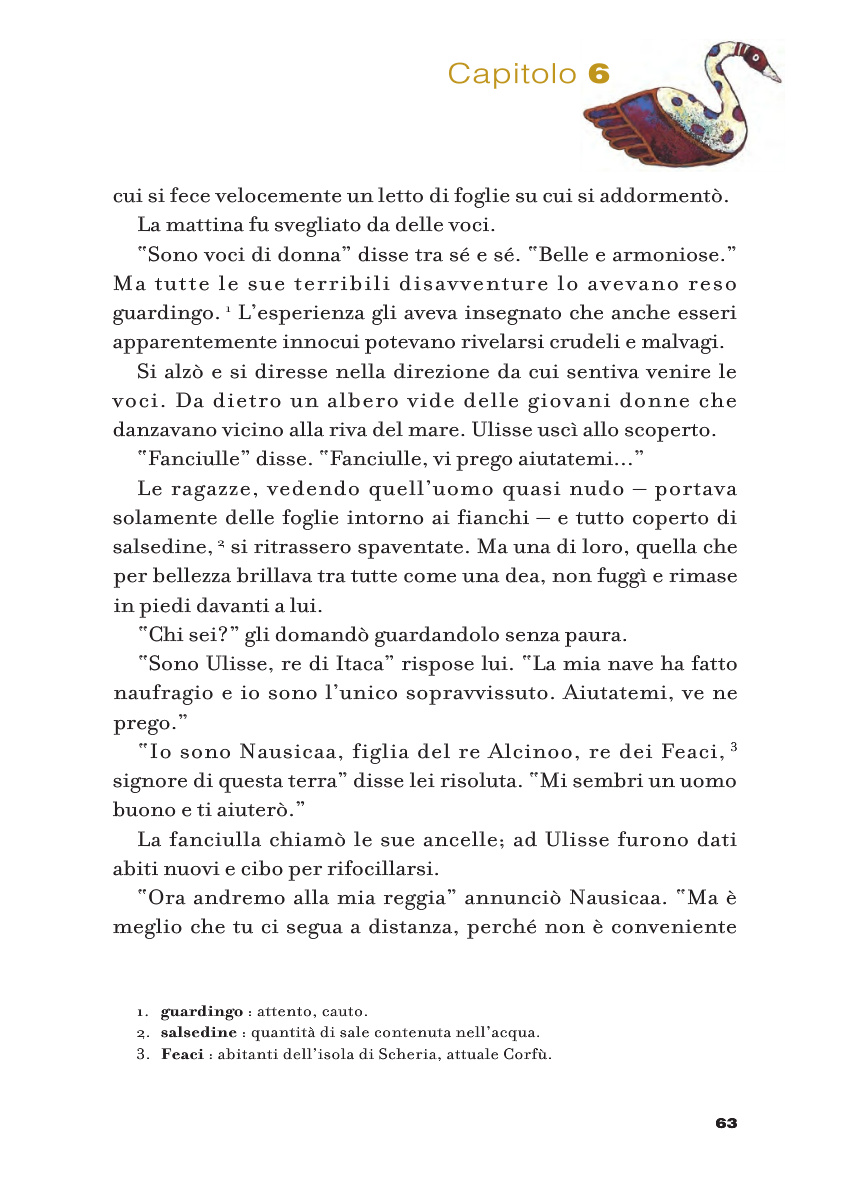 Capitolo 6
cui si fece velocemente un letto di foglie su cui si addormentò.
La mattina fu svegliato da delle voci.
"Sono voci di donna" disse tra sé e sé. "Belle e armoniose."
Ma tutte le sue terribili disavventure lo avevano reso
guardingo. ¹ L'esperienza gli aveva insegnato che anche esseri
apparentemente innocui potevano rivelarsi crudeli e malvagi.
Si alzò e si diresse nella direzione da cui sentiva venire le
voci. Da dietro un albero vide delle giovani donne che
danzavano vicino alla riva del mare. Ulisse uscì allo scoperto.
"Fanciulle" disse. "Fanciulle, vi prego aiutatemi..."
Le ragazze, vedendo quell'uomo quasi nudo – portava
solamente delle foglie intorno ai fianchi – e tutto coperto di
salsedine, ² si ritrassero spaventate. Ma una di loro, quella che
per bellezza brillava tra tutte come una dea, non fuggì e rimase
in piedi davanti a lui.
"Chi sei?" gli domandò guardandolo senza paura.
"Sono Ulisse, re di Itaca" rispose lui. "La mia nave ha fatto
naufragio e io sono l'unico sopravvissuto. Aiutatemi, ve ne
prego."
"Io sono Nausicaa, figlia del re Alcinoo, re dei Feaci, ³
signore di questa terra" disse lei risoluta. "Mi sembri un uomo
buono e ti aiuterò."
La fanciulla chiamò le sue ancelle; ad Ulisse furono dati
abiti nuovi e cibo per rifocillarsi.
"Ora andremo alla mia reggia" annunciò Nausicaa. "Ma è
meglio che tu ci segua a distanza, perché non è conveniente
1. guardingo : attento, cauto.
2. salsedine : quantità di sale contenuta nell'acqua.
3. Feaci : abitanti dell'isola di Scheria, attuale Corfù.
63